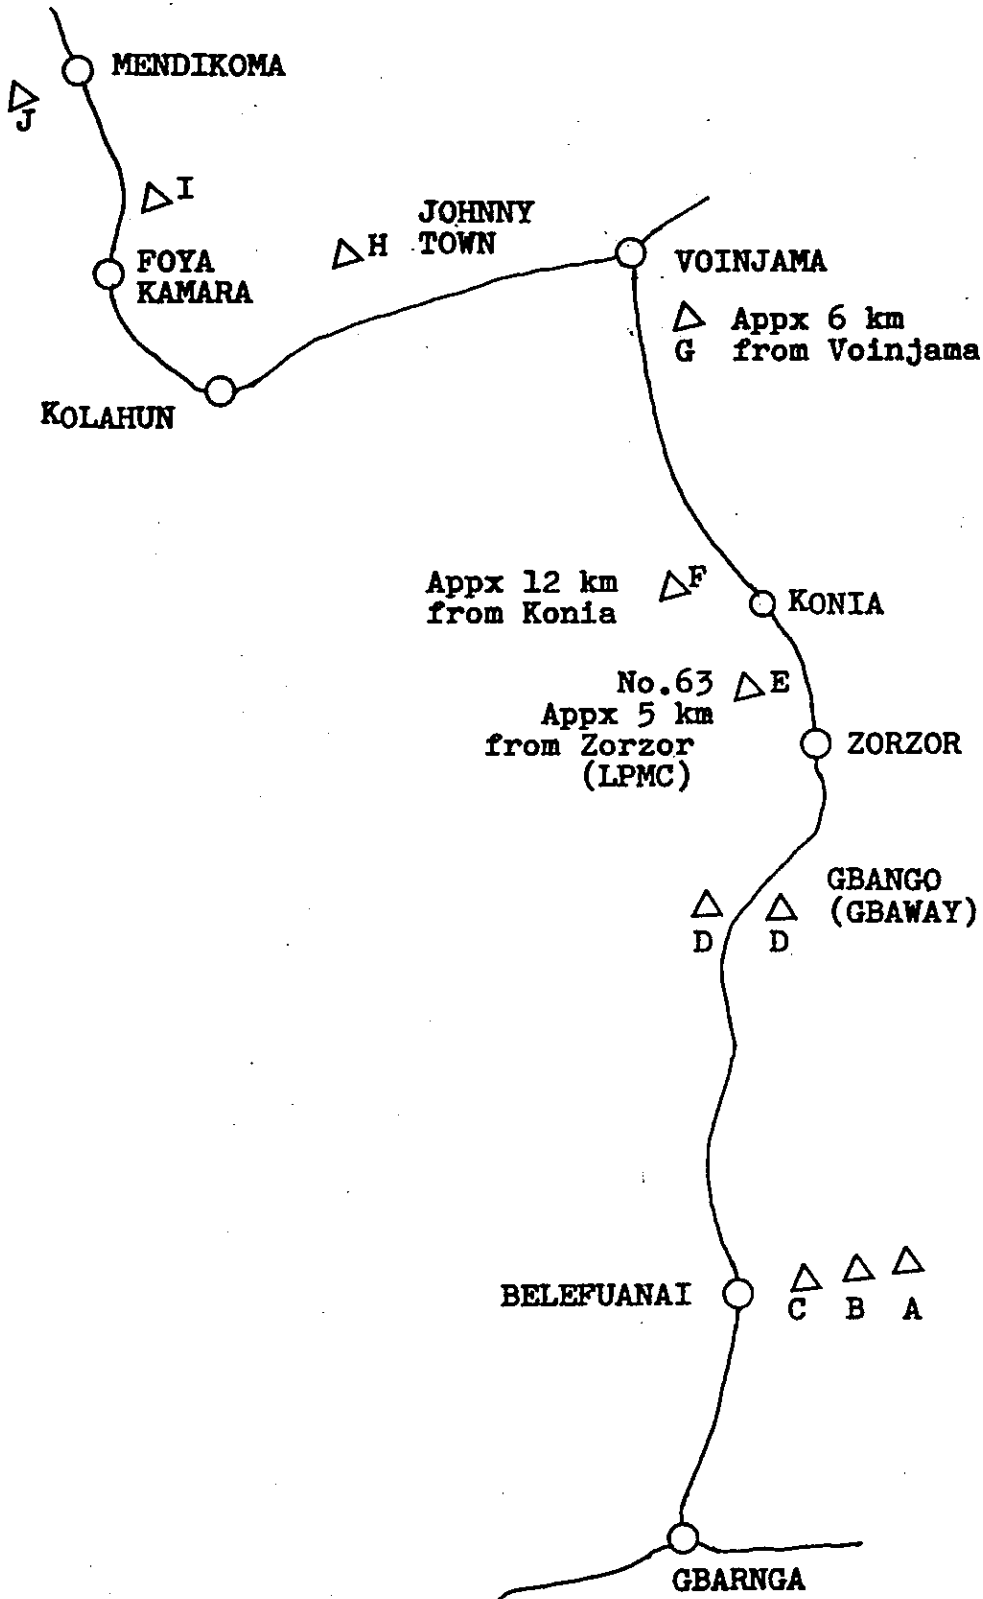 MENDIKOMA
J
I
JOHNNY
H TOWN
FOYA
KAMARA
VOINJAMA
Appx 6 km
G from Voinjama
KOLAHUN
F
Appx 12 km
from Konia
KONIA
No.63 E
Appx 5 km
from Zorzor
(LPMC)
ZORZOR
GBANGO
(GBAWAY)
D D
BELEFUANAI
C B A
GBARNGA